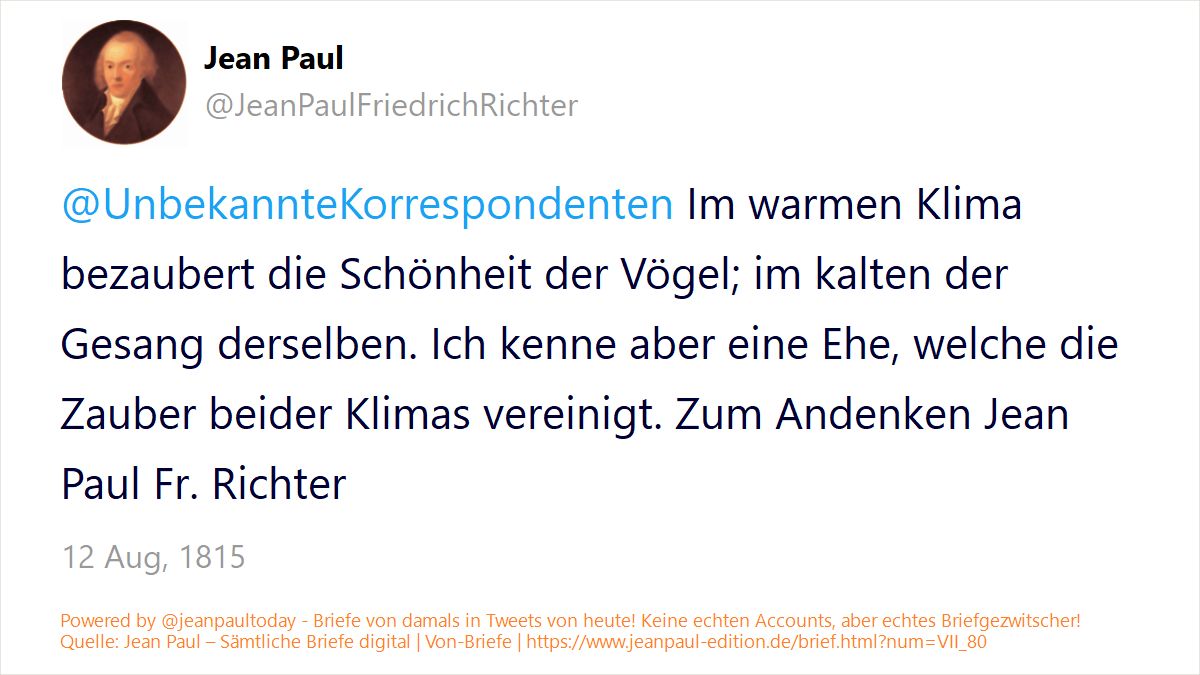 Jean Paul
@JeanPaulFriedrichRichter
@UnbekannteKorrespondenten Im warmen Klima
bezaubert die Schönheit der Vögel; im kalten der
Gesang derselben. Ich kenne aber eine Ehe, welche die
Zauber beider Klimas vereinigt. Zum Andenken Jean
Paul Fr. Richter
12 Aug, 1815
Powered by @jeanpaultoday - Briefe von damals in Tweets von heute! Keine echten Accounts, aber echtes Briefgezwitscher!
Quelle: Jean Paul – Sämtliche Briefe digital | Von-Briefe | https://www.jeanpaul-edition.de/brief.html?num=VII_80